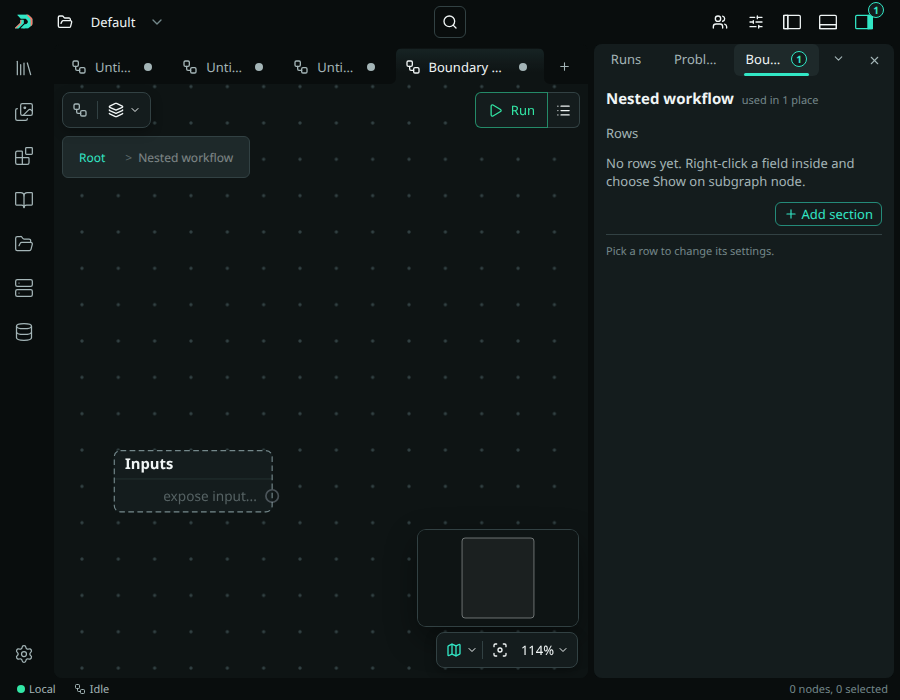 Default
1
Unti...
Unti...
Unti...
Boundary ...
Runs
Probl...
Bou...
1
Run
Root > Nested workflow
Nested workflow used in 1 place
Rows
No rows yet. Right-click a field inside and
choose Show on subgraph node.
+ Add section
Pick a row to change its settings.
Inputs
expose input...
114%
Local
Idle
0 nodes, 0 selected